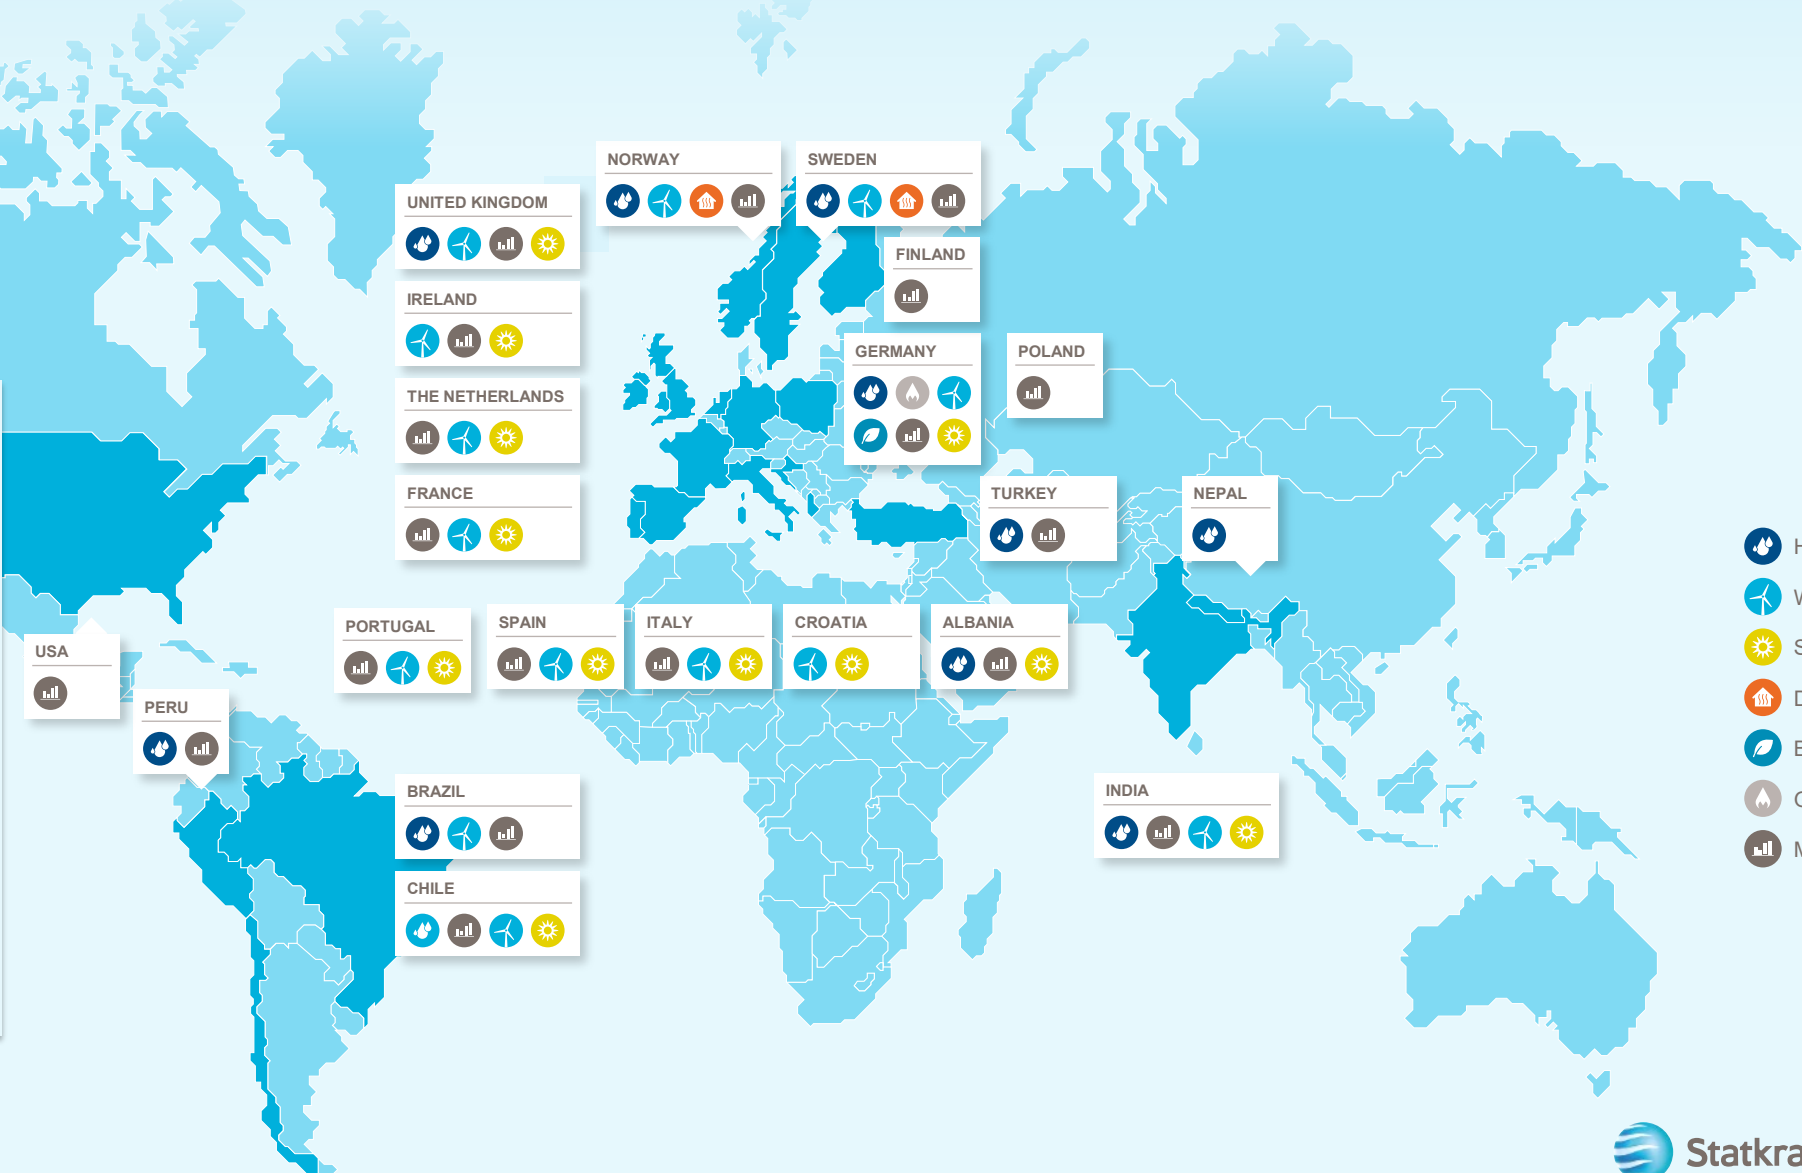 NORWAY
SWEDEN
UNITED KINGDOM
FINLAND
IRELAND
GERMANY
POLAND
THE NETHERLANDS
FRANCE
TURKEY
NEPAL
PORTUGAL
SPAIN
ITALY
CROATIA
ALBANIA
USA
PERU
BRAZIL
INDIA
CHILE
H
W
S
D
B
M
Statkra